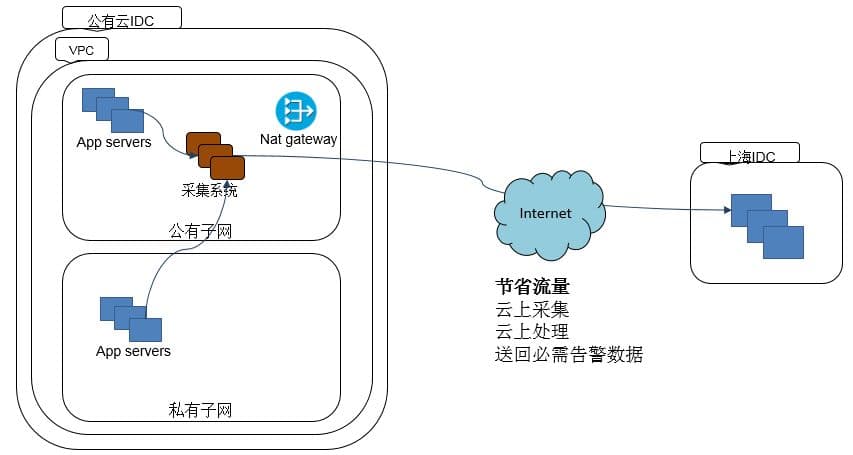 公有云IDC
VPC
App servers
Nat gateway
采集系统
公有子网
App servers
私有子网
Internet
节省流量
云上采集
云上处理
送回必需告警数据
上海IDC